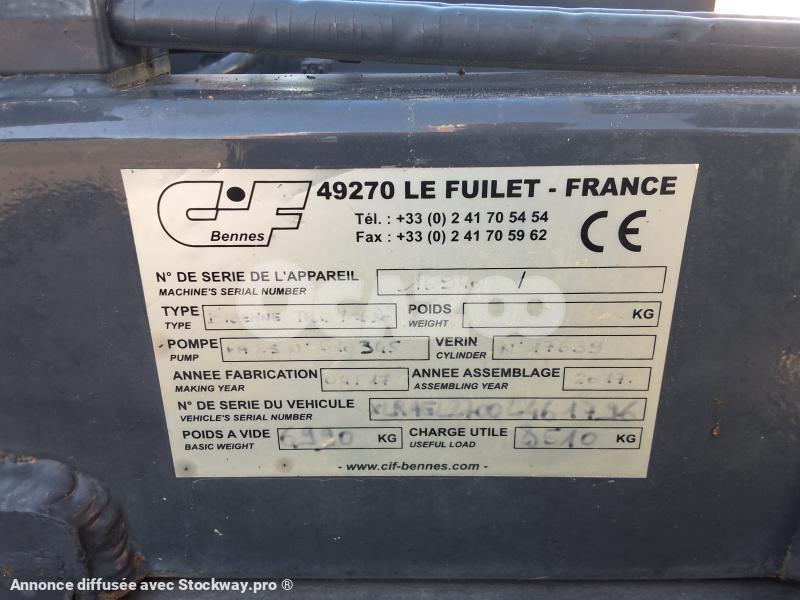 CIF
Bennes
49270 LE FUILET - FRANCE
Tél. : +33 (0) 2 41 70 54 54
Fax : +33 (0) 2 41 70 59 62
CE
N° DE SERIE DE L'APPAREIL
MACHINE'S SERIAL NUMBER
TYPE
TYPE
POIDS KG
WEIGHT
POMPE
PUMP
VERIN N° 17639
CYLINDER
ANNEE FABRICATION
MAKING YEAR
ANNEE ASSEMBLAGE 2017.
ASSEMBLING YEAR
N° DE SERIE DU VEHICULE
VEHICLE'S SERIAL NUMBER
POIDS A VIDE 6990 KG
BASIC WEIGHT
CHARGE UTILE KG
USEFUL LOAD
- www.cif-bennes.com -
Annonce diffusée avec Stockway.pro ®